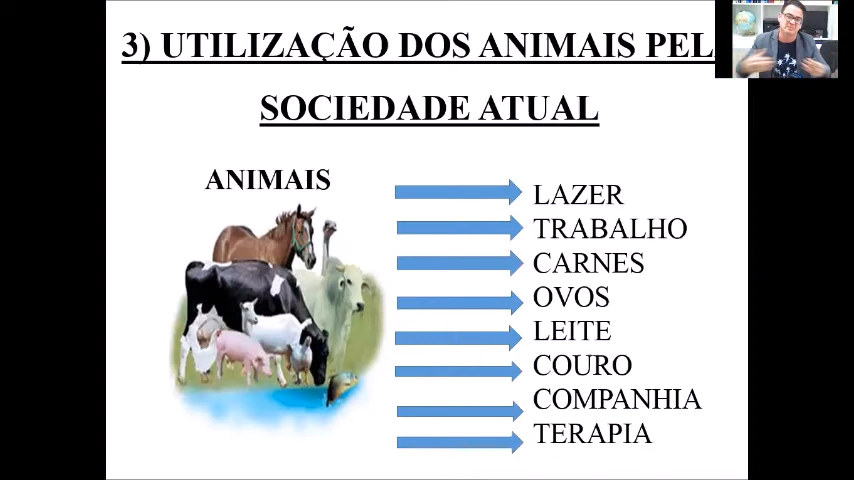 3) UTILIZAÇÃO DOS ANIMAIS PEL
SOCIEDADE ATUAL
ANIMAIS
LAZER
TRABALHO
CARNES
OVOS
LEITE
COURO
COMPANHIA
TERAPIA